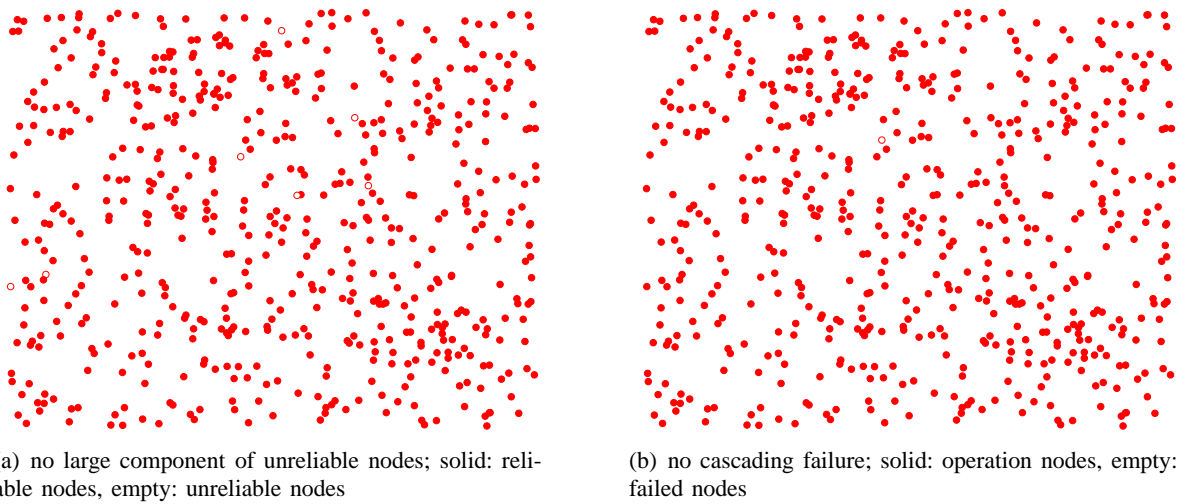 (a) no large component of unreliable nodes; solid: reli-
able nodes, empty: unreliable nodes
(b) no cascading failure; solid: operation nodes, empty:
failed nodes